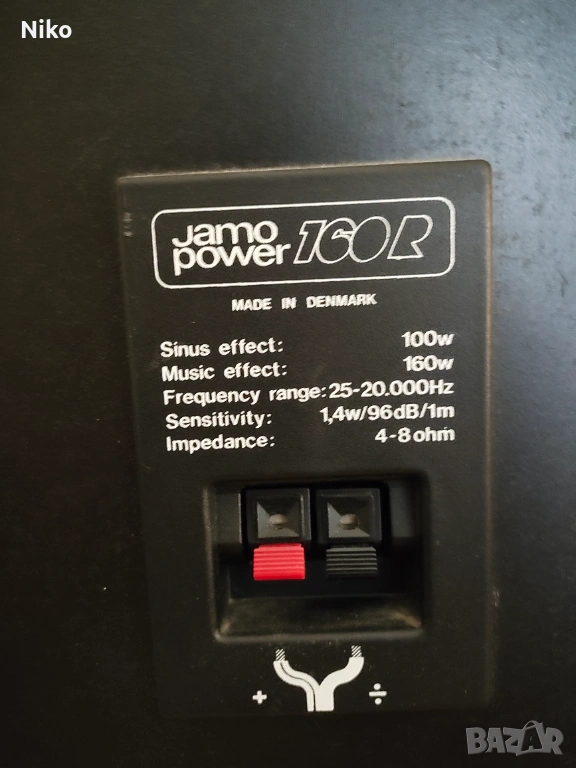 Niko
Jamo
power 160R
MADE IN DENMARK
Sinus effect: 100w
Music effect: 160w
Frequency range: 25-20.000Hz
Sensitivity: 1,4w/96dB/1m
Impedance: 4-8 ohm
+ ÷
BAZAR